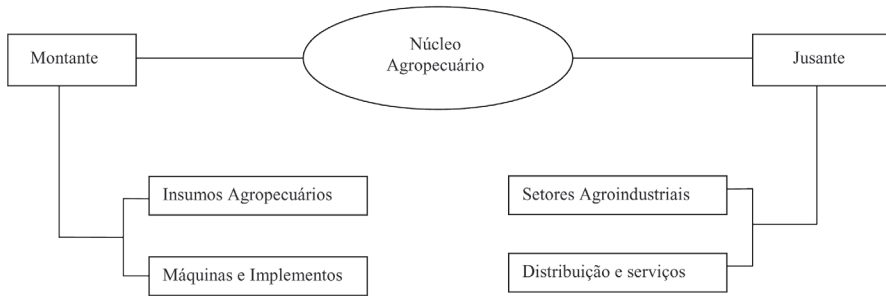 Núcleo
Agropecuário
Montante
Jusante
Insumos Agropecuários
Setores Agroindustriais
Máquinas e Implementos
Distribuição e serviços